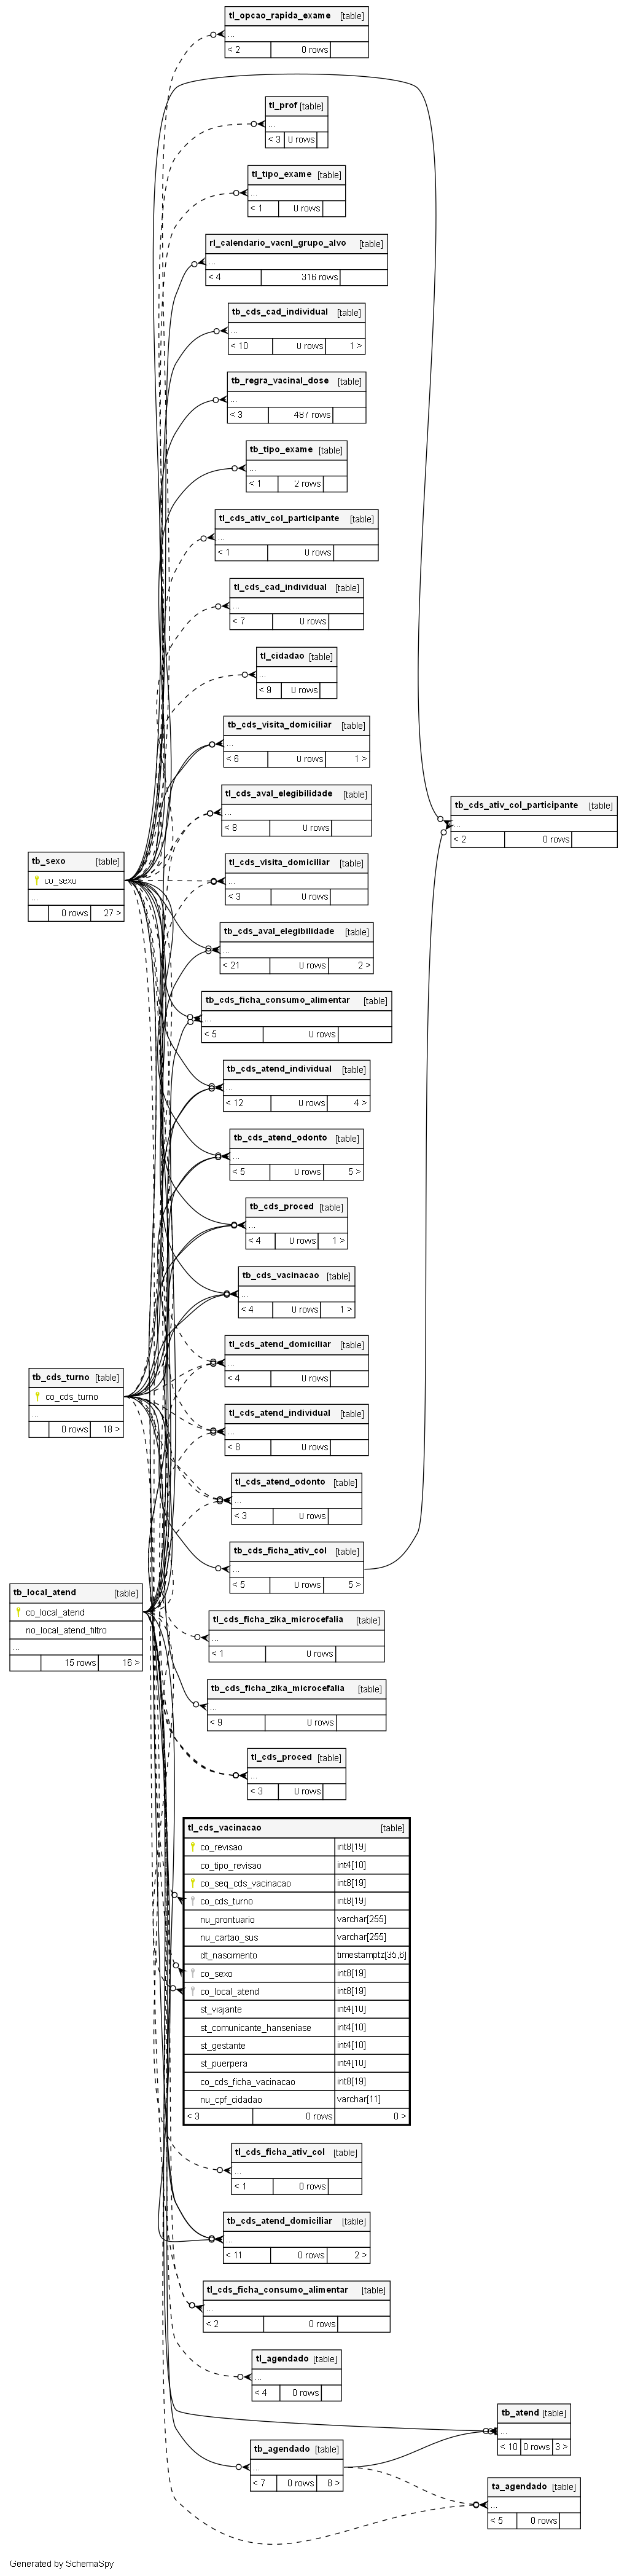 tl_opcao_rapida_exame [table]
...
< 2 0 rows
tl_prof [table]
...
< 3 0 rows
tl_tipo_exame [table]
...
< 1 0 rows
rl_calendario_vacnl_grupo_alvo [table]
...
< 4 316 rows
tb_cds_cad_individual [table]
...
< 10 0 rows 1 >
tb_regra_vacinal_dose [table]
...
< 3 487 rows
tb_tipo_exame [table]
...
< 1 2 rows
tl_cds_ativ_col_participante [table]
...
< 1 0 rows
tl_cds_cad_individual [table]
...
< 7 0 rows
tl_cidadao [table]
...
< 9 0 rows
tb_cds_visita_domiciliar [table]
...
< 6 0 rows 1 >
tl_cds_aval_elegibilidade [table]
...
< 8 0 rows
tb_cds_ativ_col_participante [table]
...
< 2 0 rows
tb_sexo [table]
co_sexo
...
0 rows 27 >
tl_cds_visita_domiciliar [table]
...
< 3 0 rows
tb_cds_aval_elegibilidade [table]
...
< 21 0 rows 2 >
tb_cds_ficha_consumo_alimentar [table]
...
< 5 0 rows
tb_cds_atend_individual [table]
...
< 12 0 rows 4 >
tb_cds_atend_odonto [table]
...
< 5 0 rows 5 >
tb_cds_proced [table]
...
< 4 0 rows 1 >
tb_cds_vacinacao [table]
...
< 4 0 rows 1 >
tl_cds_atend_domiciliar [table]
...
< 4 0 rows
tb_cds_turno [table]
co_cds_turno
...
0 rows 18 >
tl_cds_atend_individual [table]
...
< 8 0 rows
tl_cds_atend_odonto [table]
...
< 3 0 rows
tb_cds_ficha_ativ_col [table]
...
< 5 0 rows 5 >
tb_local_atend [table]
co_local_atend
no_local_atend_filtro
...
15 rows 16 >
tl_cds_ficha_zika_microcefalia [table]
...
< 1 0 rows
tb_cds_ficha_zika_microcefalia [table]
...
< 9 0 rows
tl_cds_proced [table]
...
< 3 0 rows
tl_cds_vacinacao [table]
co_revisao int8[19]
co_tipo_revisao int4[10]
co_seq_cds_vacinacao int8[19]
co_cds_turno int8[19]
nu_prontuario varchar[255]
nu_cartao_sus varchar[255]
dt_nascimento timestamptz[35,6]
co_sexo int8[19]
co_local_atend int8[19]
st_viajante int4[10]
st_comunicante_hanseniase int4[10]
st_gestante int4[10]
st_puerpera int4[10]
co_cds_ficha_vacinacao int8[19]
nu_cpf_cidadao varchar[11]
< 3 0 rows 0 >
tl_cds_ficha_ativ_col [table]
...
< 1 0 rows
tb_cds_atend_domiciliar [table]
...
< 11 0 rows 2 >
tl_cds_ficha_consumo_alimentar [table]
...
< 2 0 rows
tl_agendado [table]
...
< 4 0 rows
tb_atend [table]
...
< 10 0 rows 3 >
tb_agendado [table]
...
< 7 0 rows 8 >
ta_agendado [table]
...
< 5 0 rows
Generated by SchemaSpy